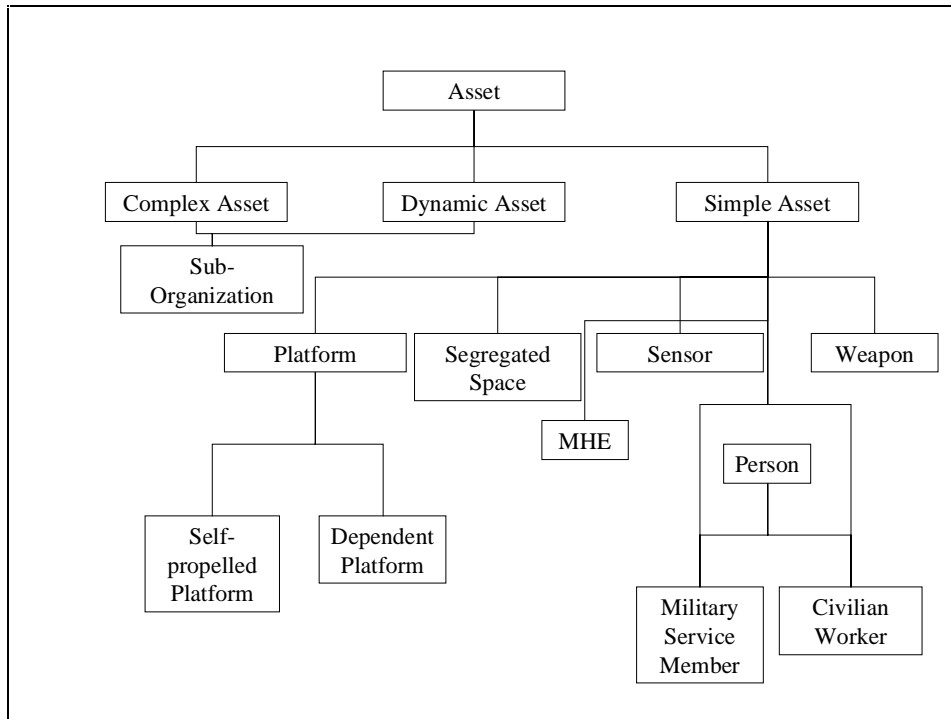 Asset
Complex Asset
Dynamic Asset
Simple Asset
Sub-
Organization
Platform
Segregated
Space
Sensor
Weapon
MHE
Person
Self-
propelled
Platform
Dependent
Platform
Military
Service
Member
Civilian
Worker